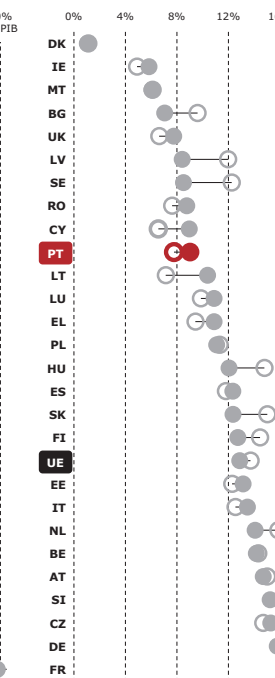 0% 4% 8% 12%
PIB
DK
IE
MT
BG
UK
LV
SE
RO
CY
PT
LT
LU
EL
PL
HU
ES
SK
FI
UE
EE
IT
NL
BE
AT
SI
CZ
DE
FR